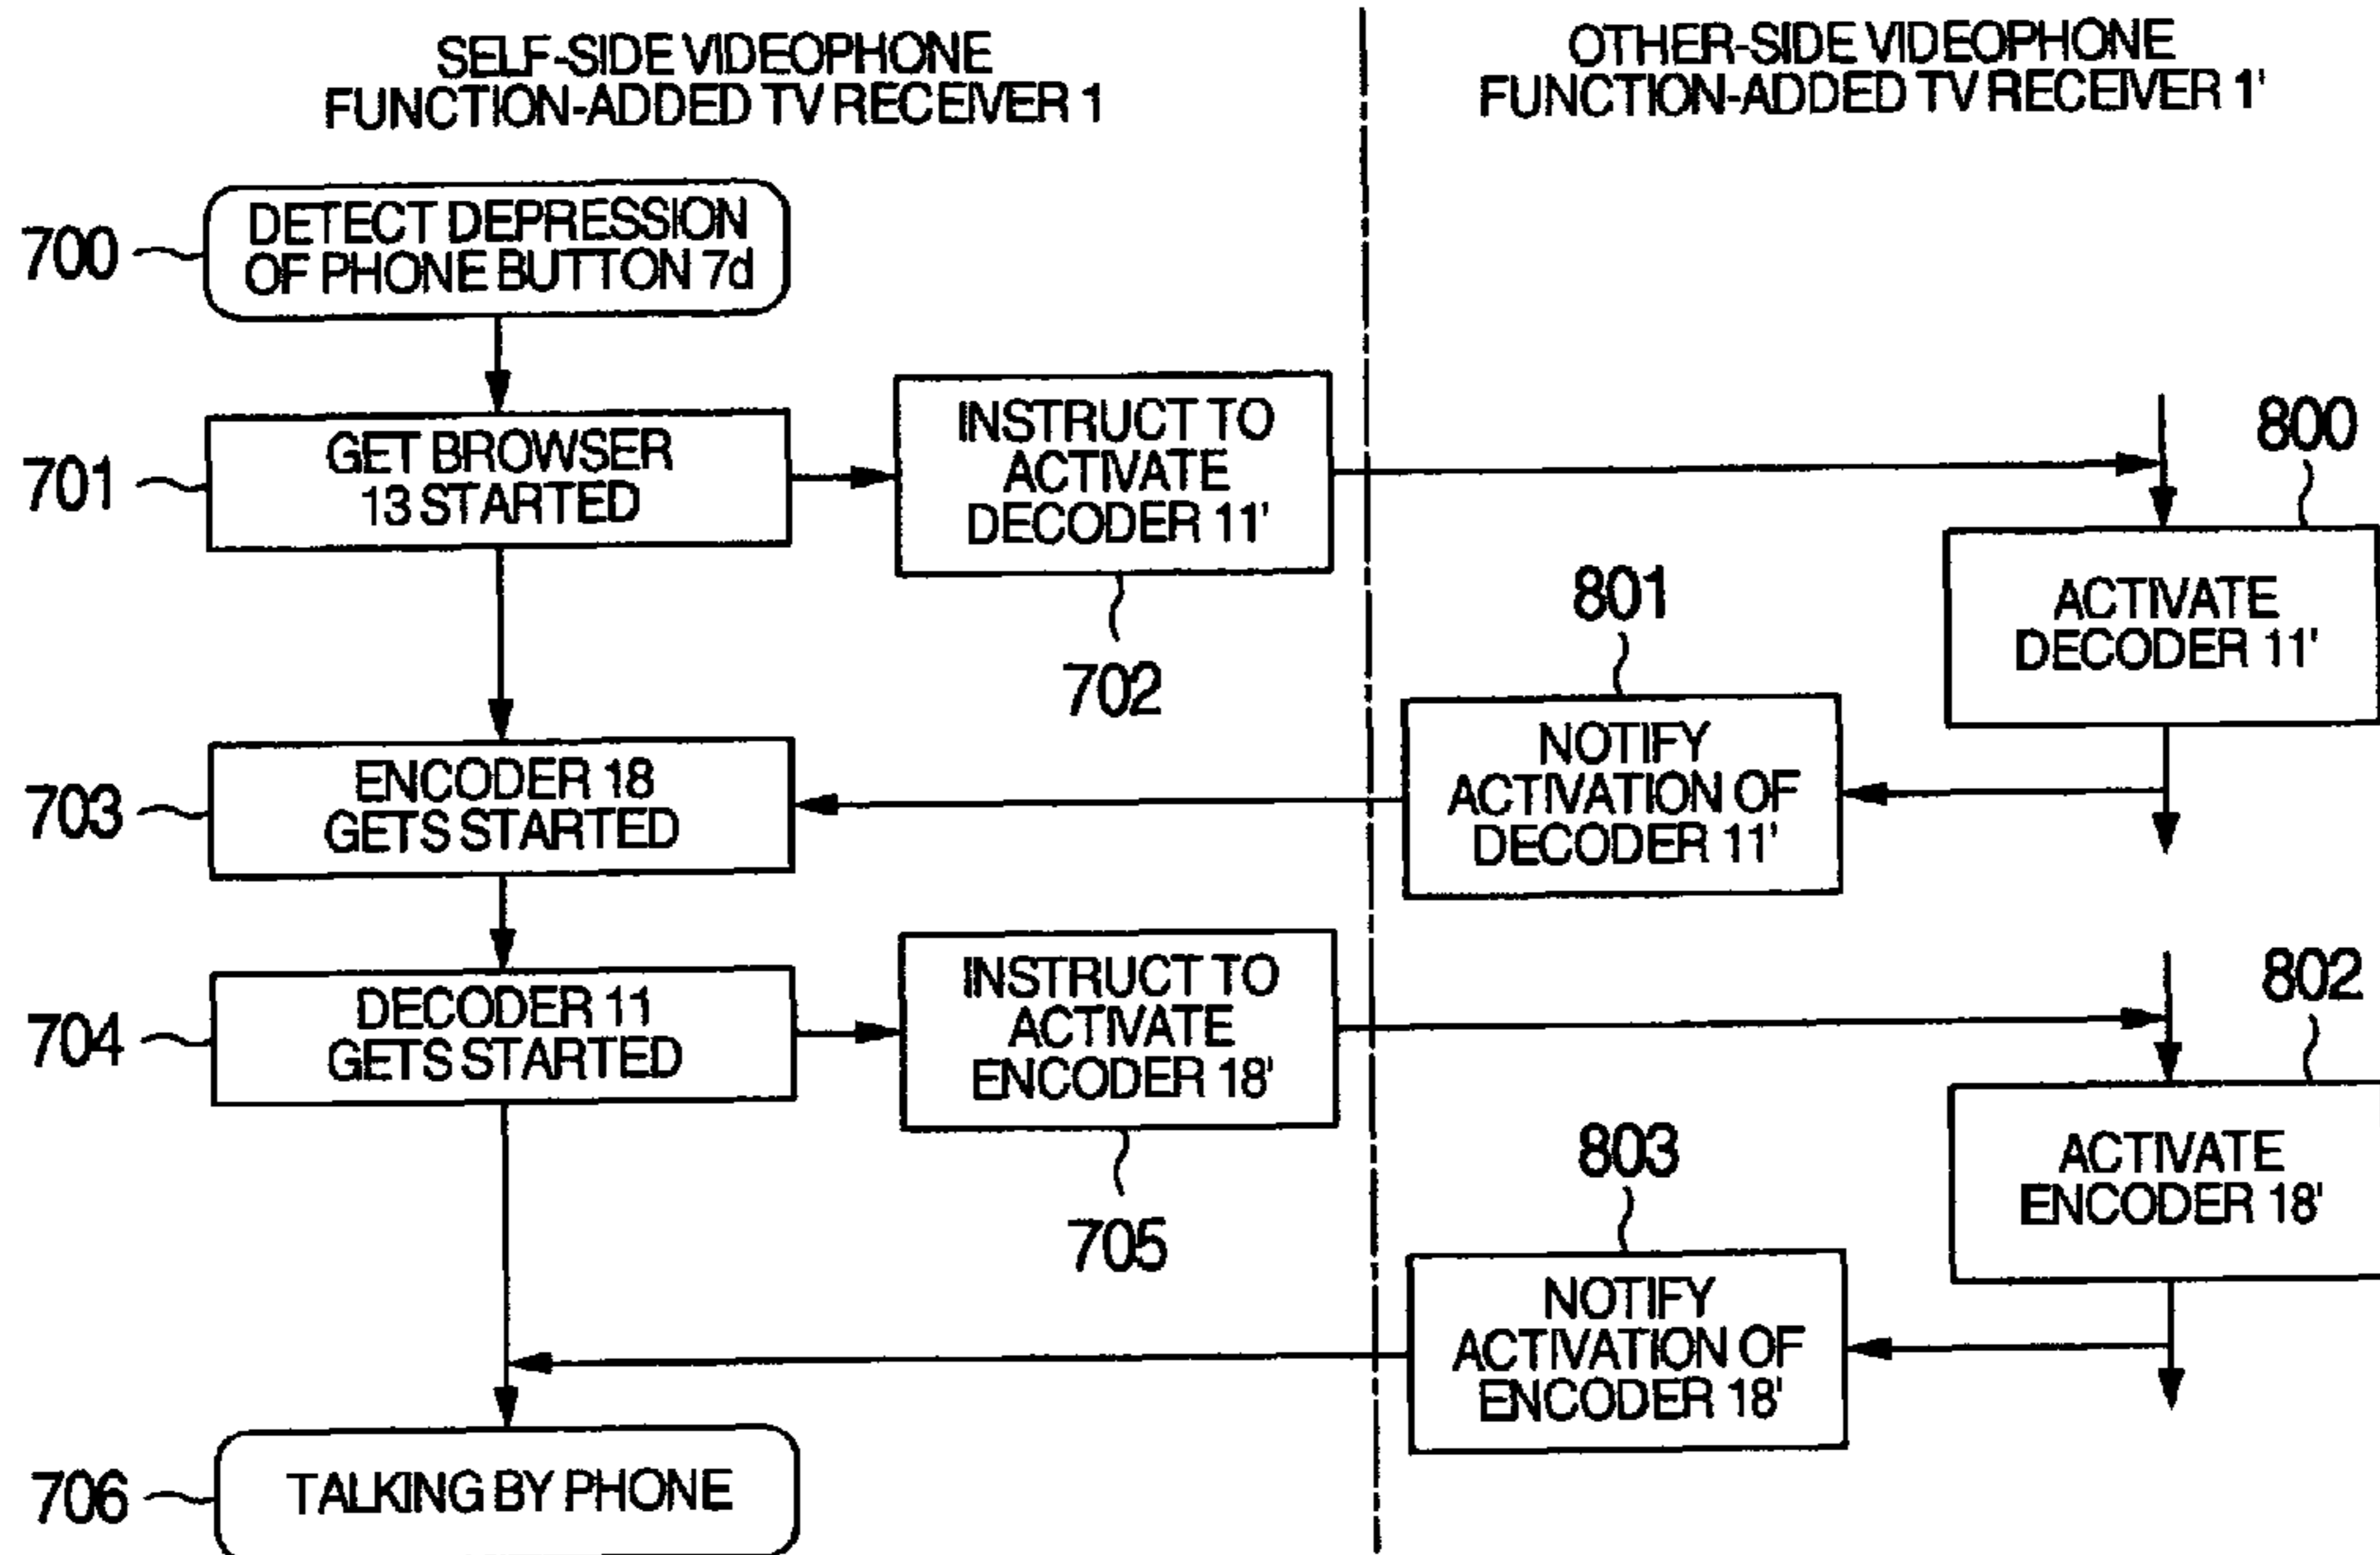 SELF-SIDE VIDEOPHONE
FUNCTION-ADDED TV RECEIVER 1
OTHER-SIDE VIDEOPHONE
FUNCTION-ADDED TV RECEIVER 1'
700
DETECT DEPRESSION
OF PHONE BUTTON 7d
701
GET BROWSER
13 STARTED
INSTRUCT TO
ACTIVATE
DECODER 11'
702
800
ACTIVATE
DECODER 11'
801
NOTIFY
ACTIVATION OF
DECODER 11'
703
ENCODER 18
GETS STARTED
704
DECODER 11
GETS STARTED
INSTRUCT TO
ACTIVATE
ENCODER 18'
705
802
ACTIVATE
ENCODER 18'
803
NOTIFY
ACTIVATION OF
ENCODER 18'
706
TALKING BY PHONE